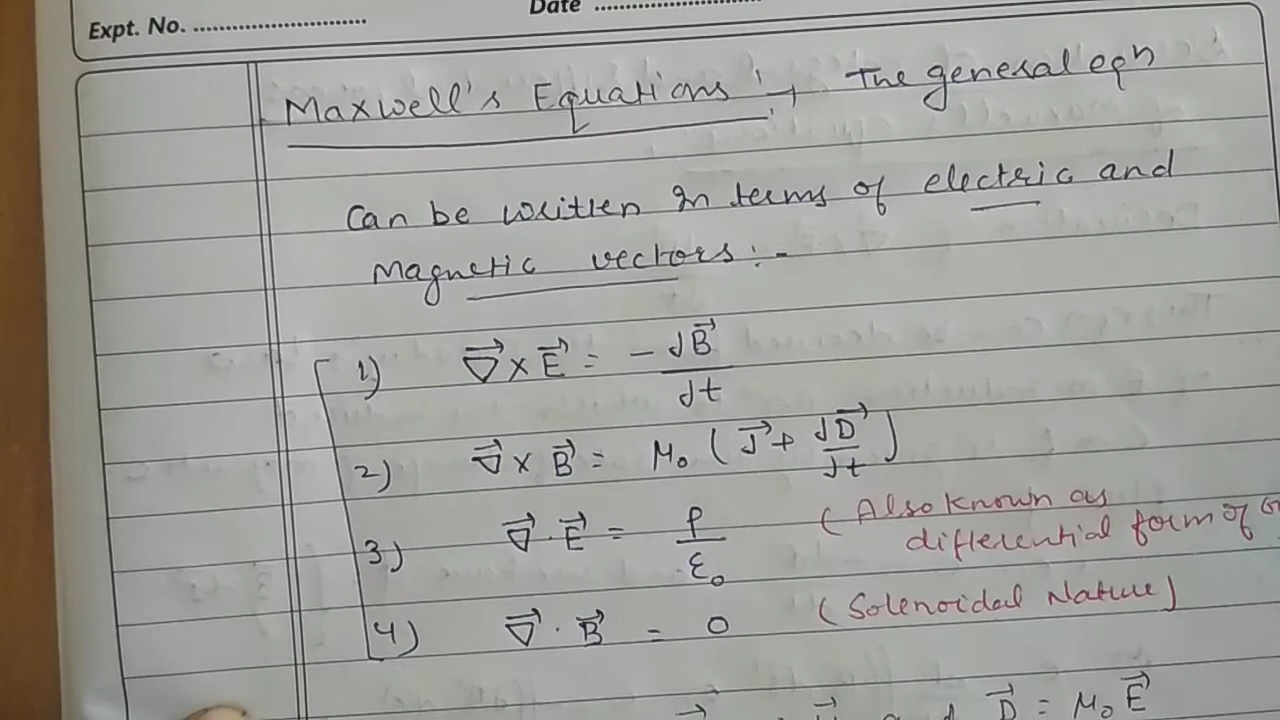 Expt. No. ..............................
Date ..............................
Maxwell's Equations :→ The general eqn
Can be written In terms of electric and
Magnetic vectors :-
1) ∇⃗ × E⃗ = - ∂B⃗/∂t
2) ∇⃗ × B⃗ = μ₀ ( J⃗ + ∂D⃗/∂t )
3) ∇⃗ · E⃗ = ρ/ε₀ ( Also known as
differential form of
4) ∇⃗ · B⃗ = 0 ( Solenoidal Nature )
D⃗ = μ₀ E⃗